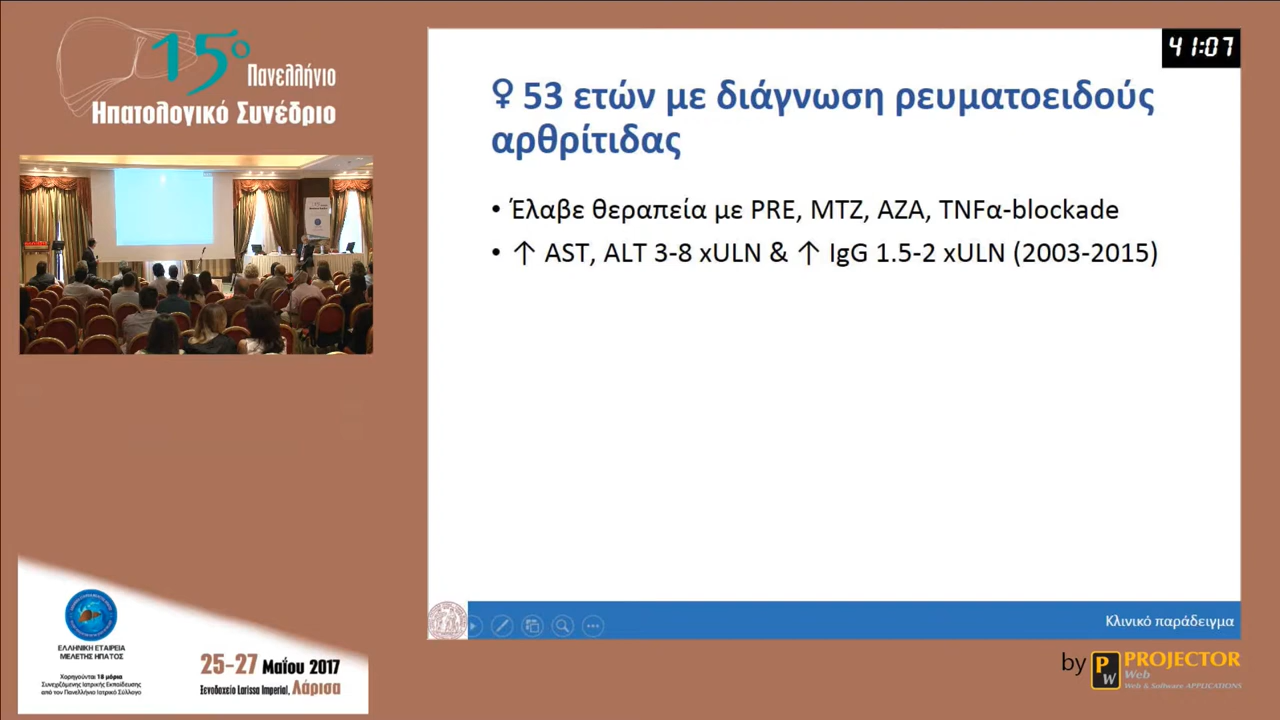 15ο
Πανελλήνιο
Ηπατολογικό Συνέδριο
41:07
♀ 53 ετών με διάγνωση ρευματοειδούς
αρθρίτιδας
• Έλαβε θεραπεία με PRE, MTZ, AZA, TNFα-blockade
• ↑ AST, ALT 3-8 xULN & ↑ IgG 1.5-2 xULN (2003-2015)
Κλινικό παράδειγμα
ΕΛΛΗΝΙΚΗ ΕΤΑΙΡΕΙΑ
ΜΕΛΕΤΗΣ ΗΠΑΤΟΣ
Χορηγούνται 18 μόρια
Συνεχιζόμενης Ιατρικής Εκπαίδευσης
από τον Πανελλήνιο Ιατρικό Σύλλογο
25-27 Μαΐου 2017
Ξενοδοχείο Larissa Imperial, Λάρισα
by PW PROJECTOR
Web
Web & Software APPLICATIONS